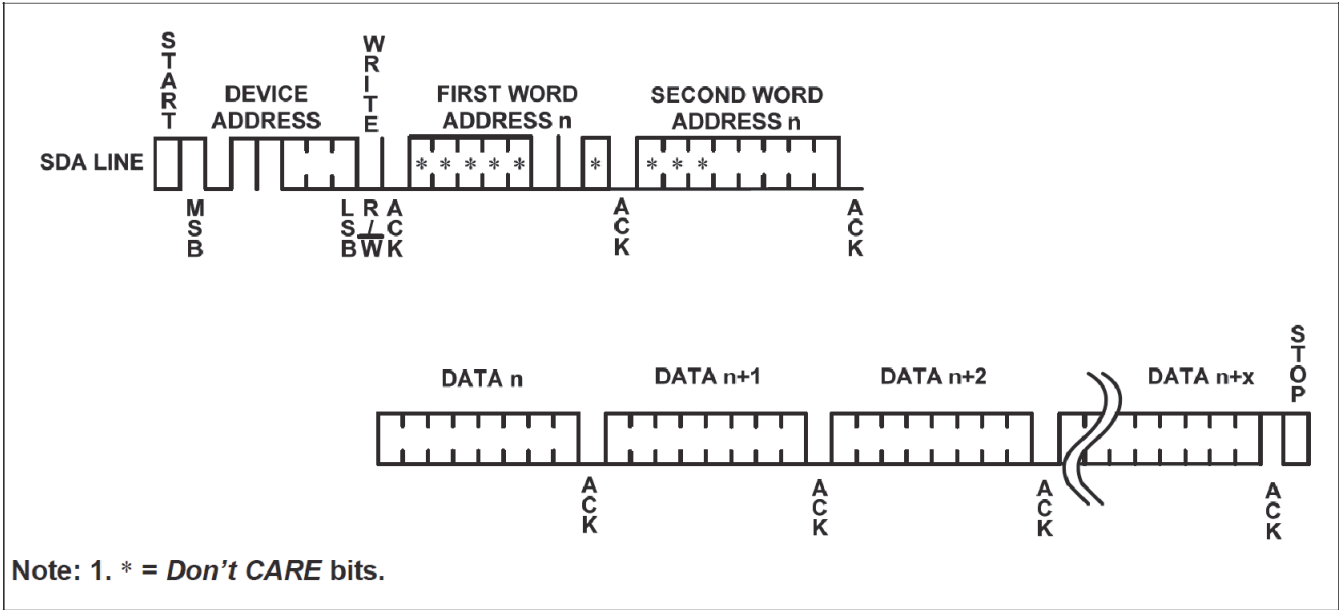 START
WRITE
DEVICE
ADDRESS
FIRST WORD
ADDRESS n
SECOND WORD
ADDRESS n
SDA LINE
* * * * *
*
* * *
MSB
LSB
R/W
ACK
ACK
ACK
STOP
DATA n
DATA n+1
DATA n+2
DATA n+x
ACK
ACK
ACK
ACK
Note: 1. * = Don't CARE bits.